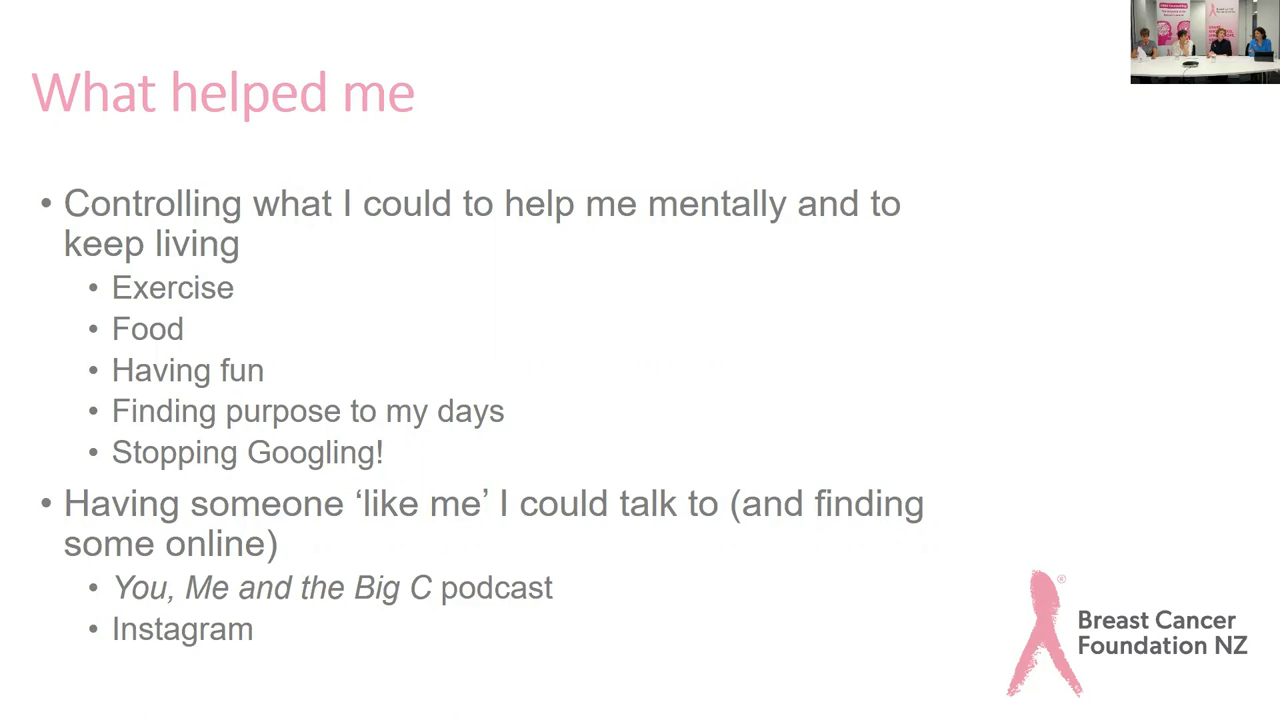 What helped me
• Controlling what I could to help me mentally and to
keep living
• Exercise
• Food
• Having fun
• Finding purpose to my days
• Stopping Googling!
• Having someone ‘like me’ I could talk to (and finding
some online)
• You, Me and the Big C podcast
• Instagram
®
Breast Cancer
Foundation NZ